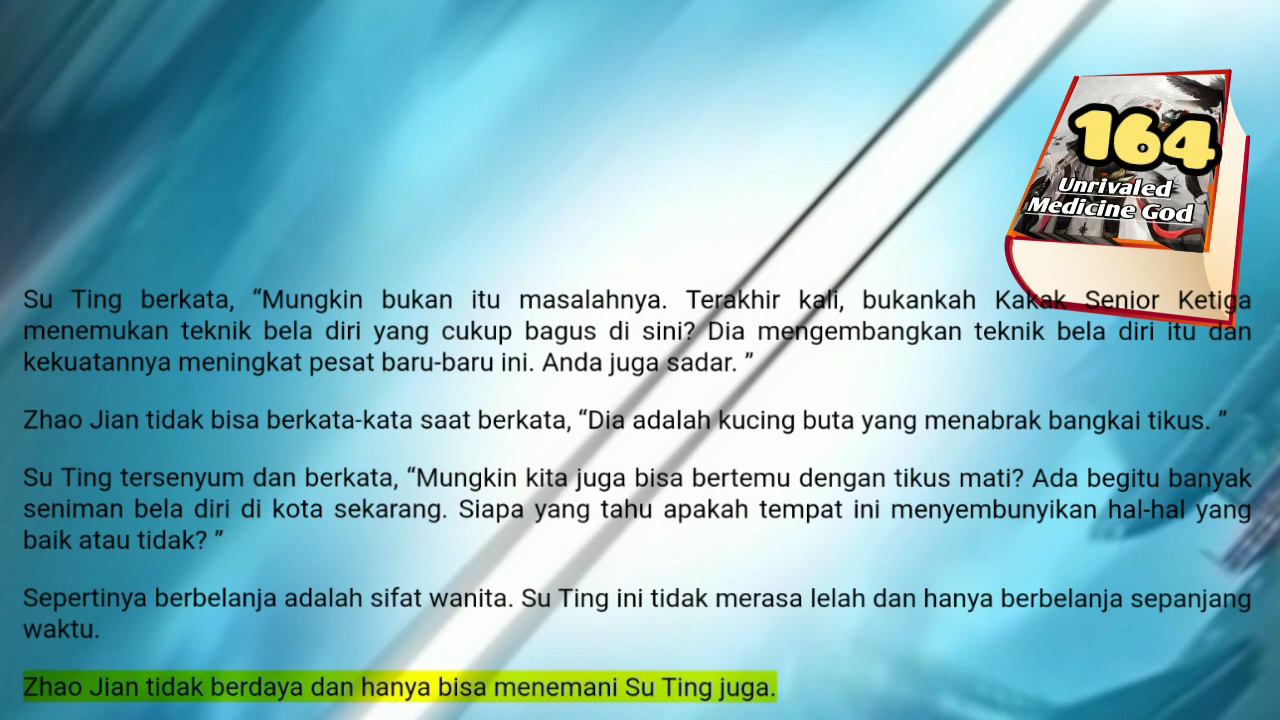 164
Unrivaled
Medicine God
Su Ting berkata, “Mungkin bukan itu masalahnya. Terakhir kali, bukankah Kakak Senior Ketiga
menemukan teknik bela diri yang cukup bagus di sini? Dia mengembangkan teknik bela diri itu dan
kekuatannya meningkat pesat baru-baru ini. Anda juga sadar. ”
Zhao Jian tidak bisa berkata-kata saat berkata, “Dia adalah kucing buta yang menabrak bangkai tikus. ”
Su Ting tersenyum dan berkata, “Mungkin kita juga bisa bertemu dengan tikus mati? Ada begitu banyak
seniman bela diri di kota sekarang. Siapa yang tahu apakah tempat ini menyembunyikan hal-hal yang
baik atau tidak? ”
Sepertinya berbelanja adalah sifat wanita. Su Ting ini tidak merasa lelah dan hanya berbelanja sepanjang
waktu.
Zhao Jian tidak berdaya dan hanya bisa menemani Su Ting juga.